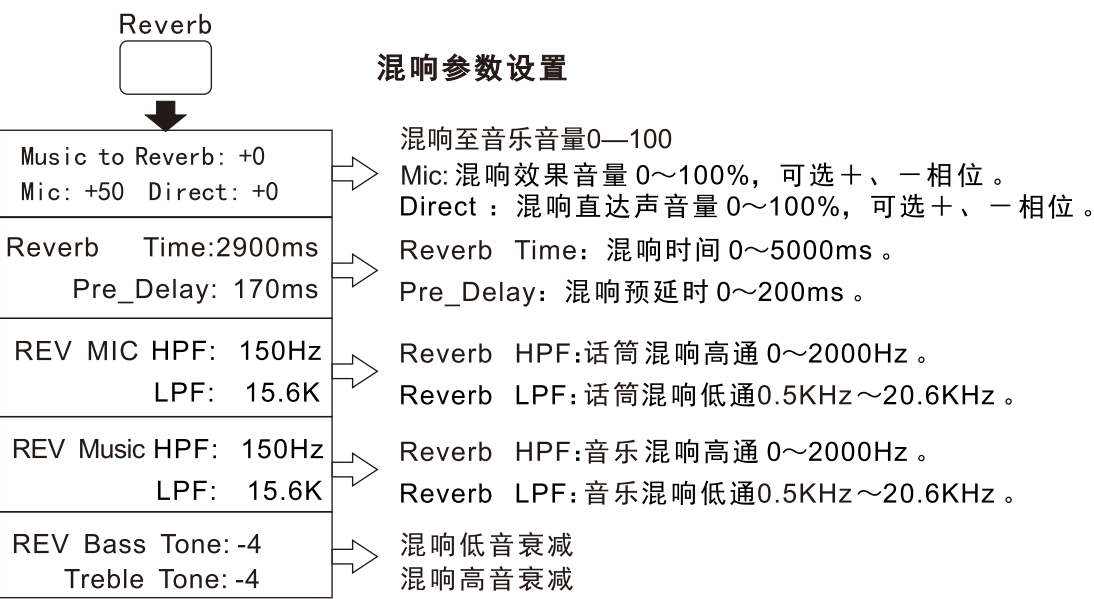 Reverb
混响参数设置
Music to Reverb: +0
Mic: +50 Direct: +0
混响至音乐音量0—100
Mic: 混响效果音量 0～100%，可选＋、－相位。
Direct ：混响直达声音量 0～100%，可选＋、－相位。
Reverb Time:2900ms
Pre_Delay: 170ms
Reverb Time：混响时间 0～5000ms。
Pre_Delay：混响预延时 0～200ms。
REV MIC HPF: 150Hz
LPF: 15.6K
Reverb HPF:话筒混响高通 0～2000Hz。
Reverb LPF:话筒混响低通0.5KHz～20.6KHz。
REV Music HPF: 150Hz
LPF: 15.6K
Reverb HPF:音乐混响高通 0～2000Hz。
Reverb LPF:音乐混响低通0.5KHz～20.6KHz。
REV Bass Tone: -4
Treble Tone: -4
混响低音衰减
混响高音衰减